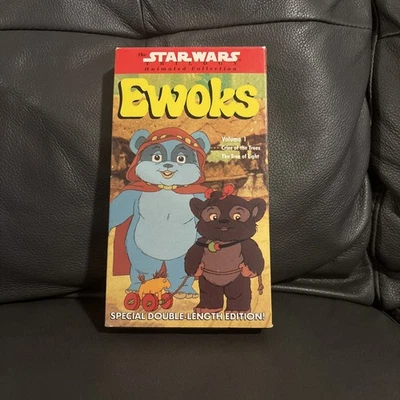 The
STAR WARS
TRILOGY
Animated Collection
EWOKS
Volume 1
Cries of the Trees
The Tree of Light
SPECIAL DOUBLE-LENGTH EDITION!